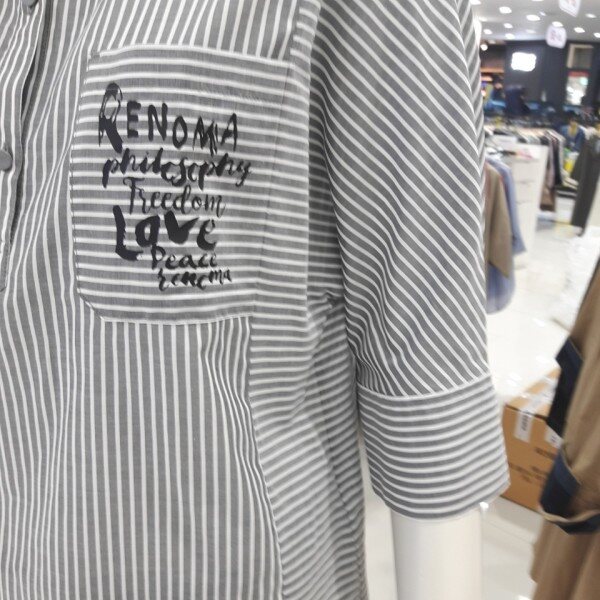 RENOMA
philosophy
Freedom
Love
Peace
renoma